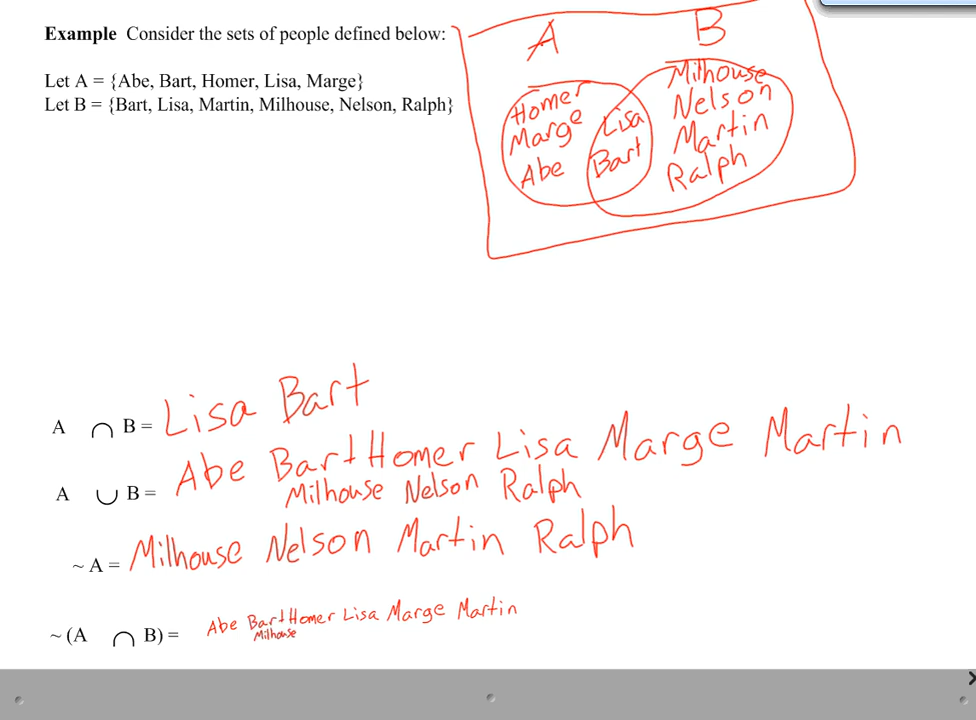 Example Consider the sets of people defined below:
Let A = {Abe, Bart, Homer, Lisa, Marge}
Let B = {Bart, Lisa, Martin, Milhouse, Nelson, Ralph}
A
B
Homer
Marge
Abe
Lisa
Bart
Milhouse
Nelson
Martin
Ralph
A ∩ B = Lisa Bart
A ∪ B = Abe Bart Homer Lisa Marge Martin
Milhouse Nelson Ralph
~ A = Milhouse Nelson Martin Ralph
~ (A ∩ B) = Abe Bart Homer Lisa Marge Martin
Milhouse